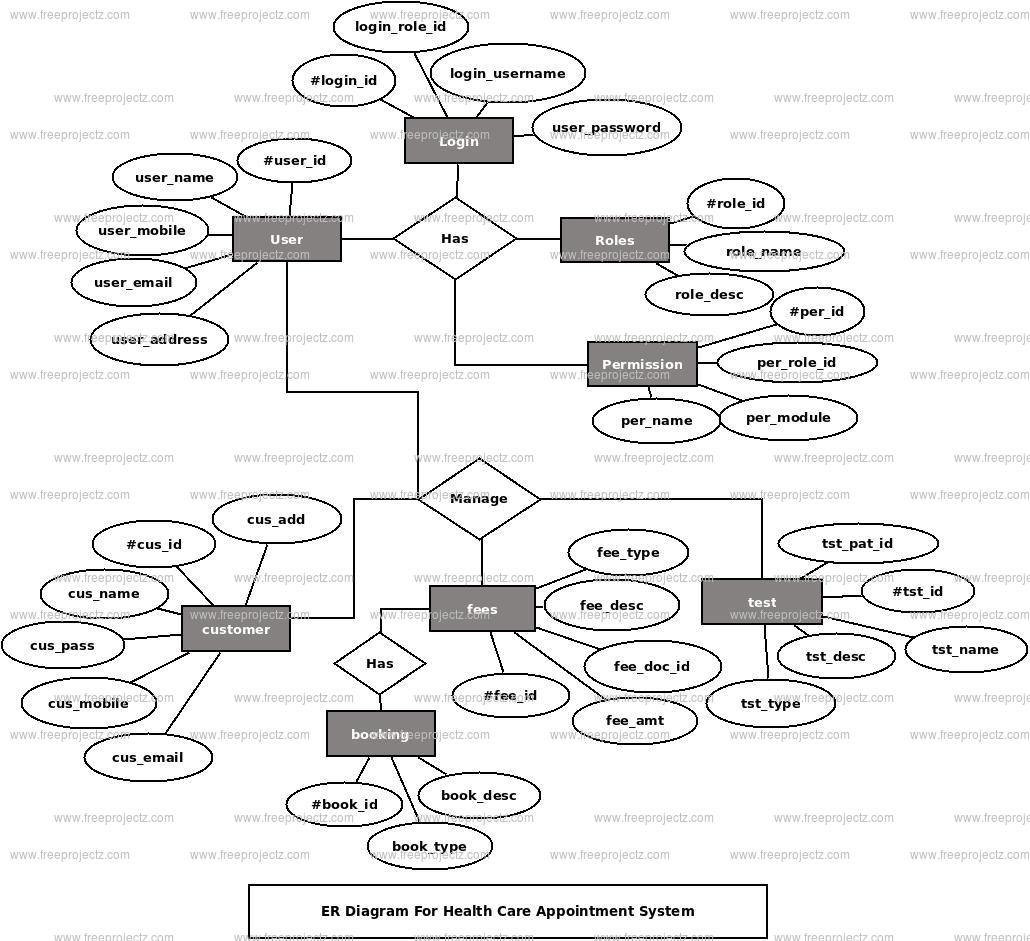 login_role_id
#login_id
login_username
user_password
Login
#user_id
user_name
user_mobile
user_email
user_address
User
Has
Roles
#role_id
role_name
role_desc
Permission
#per_id
per_role_id
per_module
per_name
Manage
cus_add
#cus_id
cus_name
cus_pass
cus_mobile
cus_email
customer
fees
fee_type
fee_desc
fee_doc_id
fee_amt
#fee_id
Has
booking
#book_id
book_desc
book_type
test
tst_pat_id
#tst_id
tst_name
tst_desc
tst_type
ER Diagram For Health Care Appointment System
www.freeprojectz.com